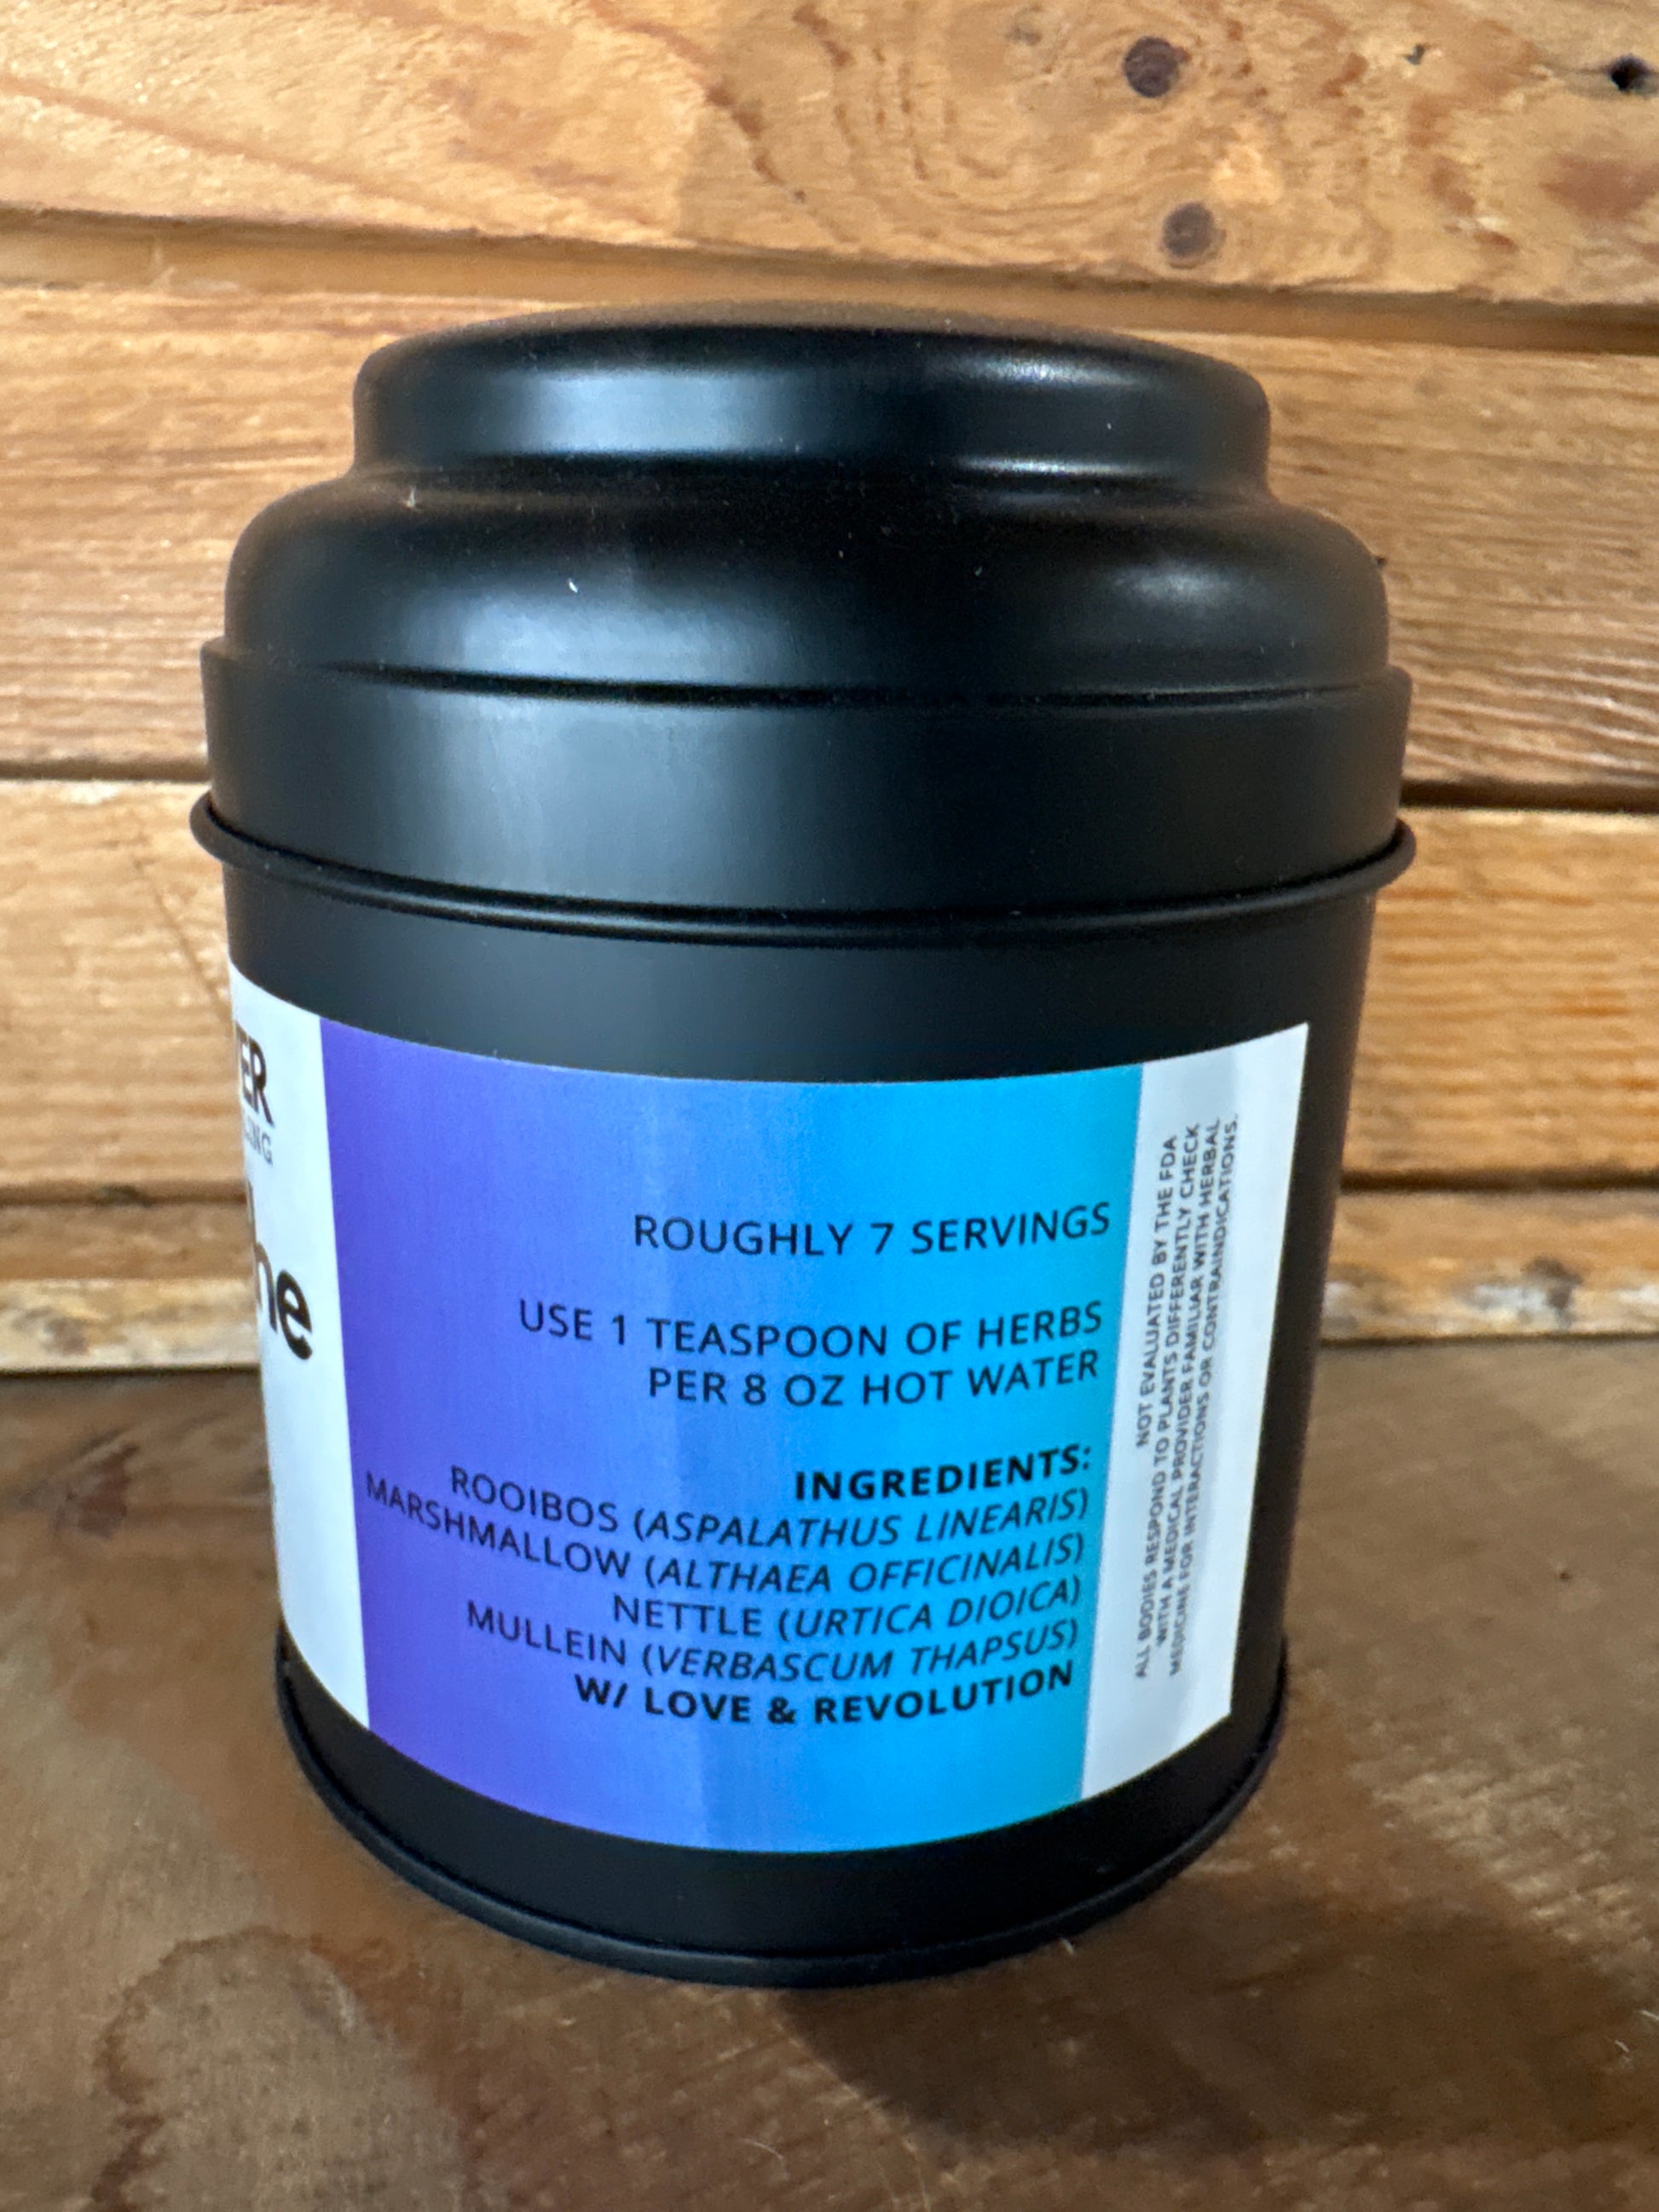 ROUGHLY 7 SERVINGS
USE 1 TEASPOON OF HERBS
PER 8 OZ HOT WATER
INGREDIENTS:
ROOIBOS (ASPALATHUS LINEARIS)
MARSHMALLOW (ALTHAEA OFFICINALIS)
NETTLE (URTICA DIOICA)
MULLEIN (VERBASCUM THAPSUS)
W/ LOVE & REVOLUTION
NOT EVALUATED BY THE FDA
ALL BODIES RESPOND TO PLANTS DIFFERENTLY CHECK
WITH A MEDICAL PROVIDER FAMILIAR WITH HERBAL
MEDICINE FOR INTERACTIONS OR CONTRAINDICATIONS.